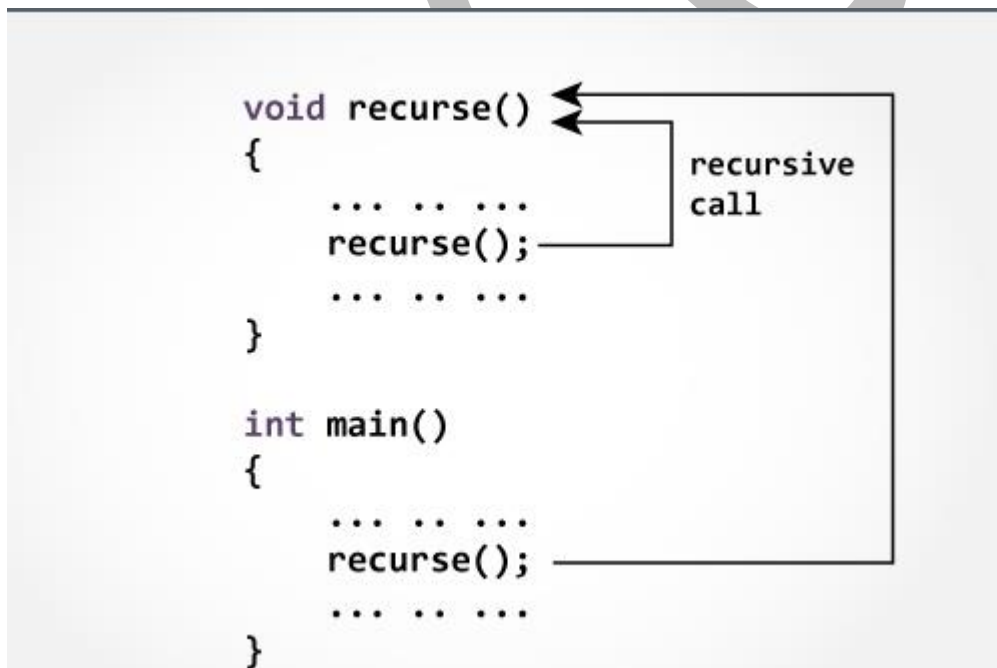 void recurse()
{
... .. ...
recurse();
... .. ...
}
recursive
call
int main()
{
... .. ...
recurse();
... .. ...
}